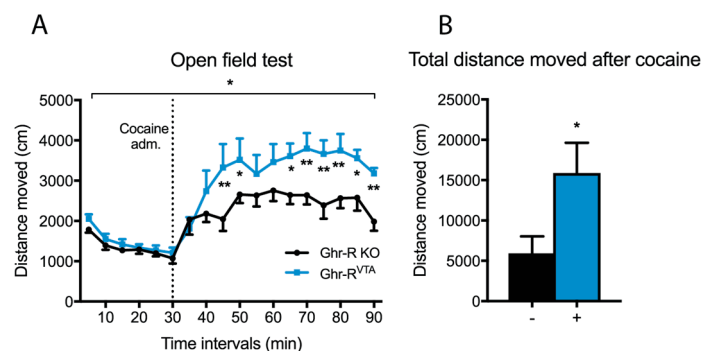 A
Open field test
*
5000
4000
3000
2000
1000
0
Distance moved (cm)
Cocaine
adm.
** * * ** ** ** * **
Ghr-R KO
Ghr-R^VTA
10 20 30 40 50 60 70 80 90
Time intervals (min)
B
Total distance moved after cocaine
25000
20000
15000
10000
5000
0
Distance moved (cm)
*
- +